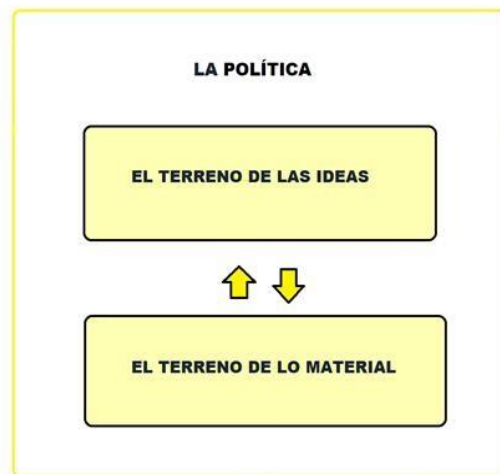 LA POLÍTICA
EL TERRENO DE LAS IDEAS
EL TERRENO DE LO MATERIAL